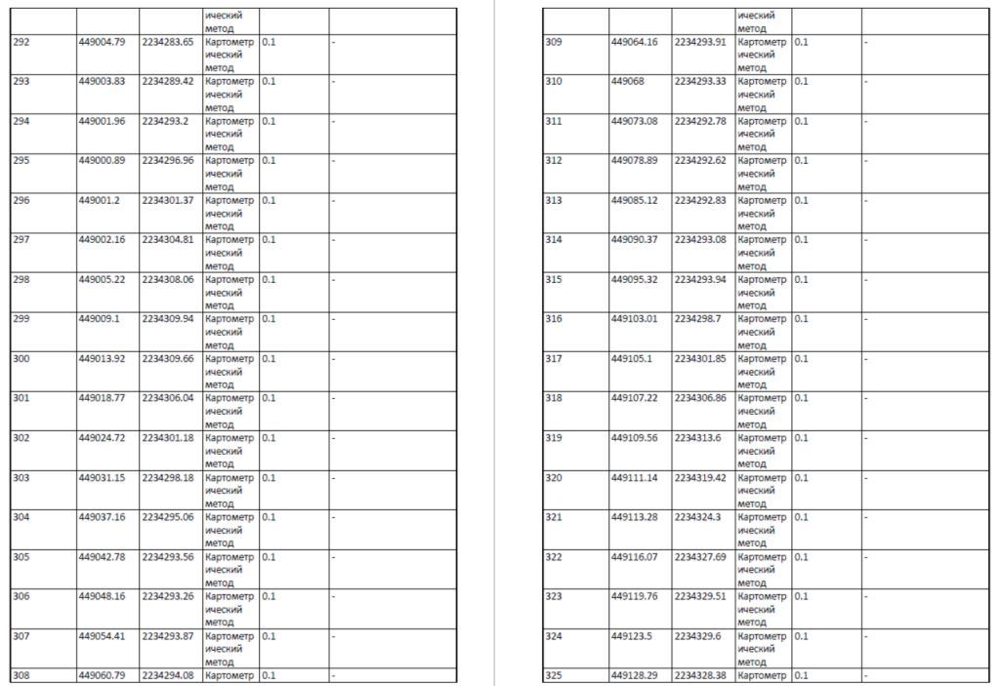 ический
метод
292 449004.79 2234283.65 Картометр 0.1 -
ический
метод
293 449003.83 2234289.42 Картометр 0.1 -
ический
метод
294 449001.96 2234293.2 Картометр 0.1 -
ический
метод
295 449000.89 2234296.96 Картометр 0.1 -
ический
метод
296 449001.2 2234301.37 Картометр 0.1 -
ический
метод
297 449002.16 2234304.81 Картометр 0.1 -
ический
метод
298 449005.22 2234308.06 Картометр 0.1 -
ический
метод
299 449009.1 2234309.94 Картометр 0.1 -
ический
метод
300 449013.92 2234309.66 Картометр 0.1 -
ический
метод
301 449018.77 2234306.04 Картометр 0.1 -
ический
метод
302 449024.72 2234301.18 Картометр 0.1 -
ический
метод
303 449031.15 2234298.18 Картометр 0.1 -
ический
метод
304 449037.16 2234295.06 Картометр 0.1 -
ический
метод
305 449042.78 2234293.56 Картометр 0.1 -
ический
метод
306 449048.16 2234293.26 Картометр 0.1 -
ический
метод
307 449054.41 2234293.87 Картометр 0.1 -
ический
метод
308 449060.79 2234294.08 Картометр 0.1 -
ический
метод
309 449064.16 2234293.91 Картометр 0.1 -
ический
метод
310 449068 2234293.33 Картометр 0.1 -
ический
метод
311 449073.08 2234292.78 Картометр 0.1 -
ический
метод
312 449078.89 2234292.62 Картометр 0.1 -
ический
метод
313 449085.12 2234292.83 Картометр 0.1 -
ический
метод
314 449090.37 2234293.08 Картометр 0.1 -
ический
метод
315 449095.32 2234293.94 Картометр 0.1 -
ический
метод
316 449103.01 2234298.7 Картометр 0.1 -
ический
метод
317 449105.1 2234301.85 Картометр 0.1 -
ический
метод
318 449107.22 2234306.86 Картометр 0.1 -
ический
метод
319 449109.56 2234313.6 Картометр 0.1 -
ический
метод
320 449111.14 2234319.42 Картометр 0.1 -
ический
метод
321 449113.28 2234324.3 Картометр 0.1 -
ический
метод
322 449116.07 2234327.69 Картометр 0.1 -
ический
метод
323 449119.76 2234329.51 Картометр 0.1 -
ический
метод
324 449123.5 2234329.6 Картометр 0.1 -
ический
метод
325 449128.29 2234328.38 Картометр 0.1 -